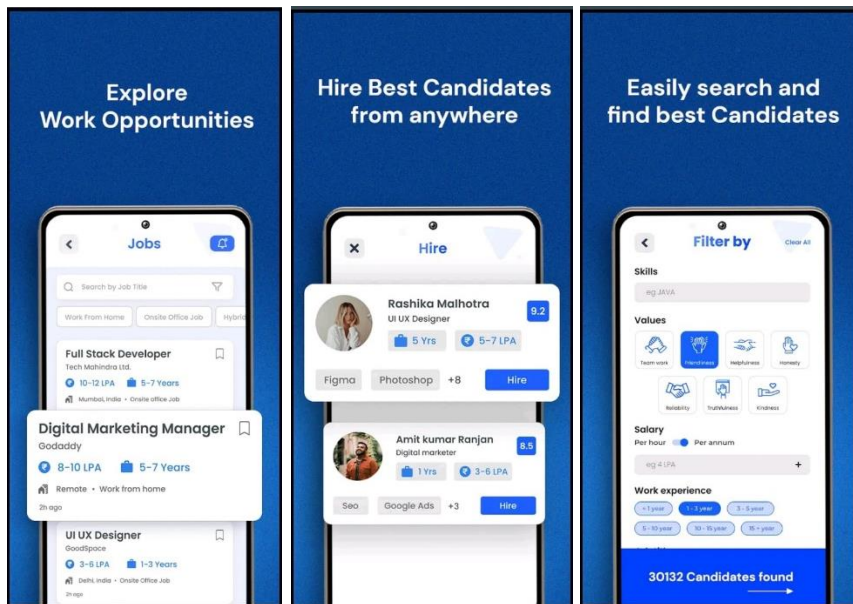 Explore
Work Opportunities
Jobs
Search by Job Title
Work From Home
Onsite Office Job
Hybrid
Full Stack Developer
Tech Mahindra Ltd.
10-12 LPA 5-7 Years
Mumbai, India • Onsite office Job
Digital Marketing Manager
Godaddy
8-10 LPA 5-7 Years
Remote • Work from home
2h ago
UI UX Designer
GoodSpace
3-6 LPA 1-3 Years
Delhi, India • Onsite Office Job
2h ago
Hire Best Candidates
from anywhere
Hire
Rashika Malhotra
9.2
UI UX Designer
5 Yrs 5-7 LPA
Figma Photoshop +8 Hire
Amit kumar Ranjan
8.5
Digital marketer
1 Yrs 3-6 LPA
Seo Google Ads +3 Hire
Easily search and
find best Candidates
Filter by
Clear All
Skills
eg JAVA
Values
Team work Friendliness Helpfulness Honesty
Reliability Truthfulness Kindness
Salary
Per hour Per annum
eg 4 LPA +
Work experience
< 1 year 1 - 3 year 3 - 5 year
5 - 10 year 10 - 15 year 15 + year
30132 Candidates found